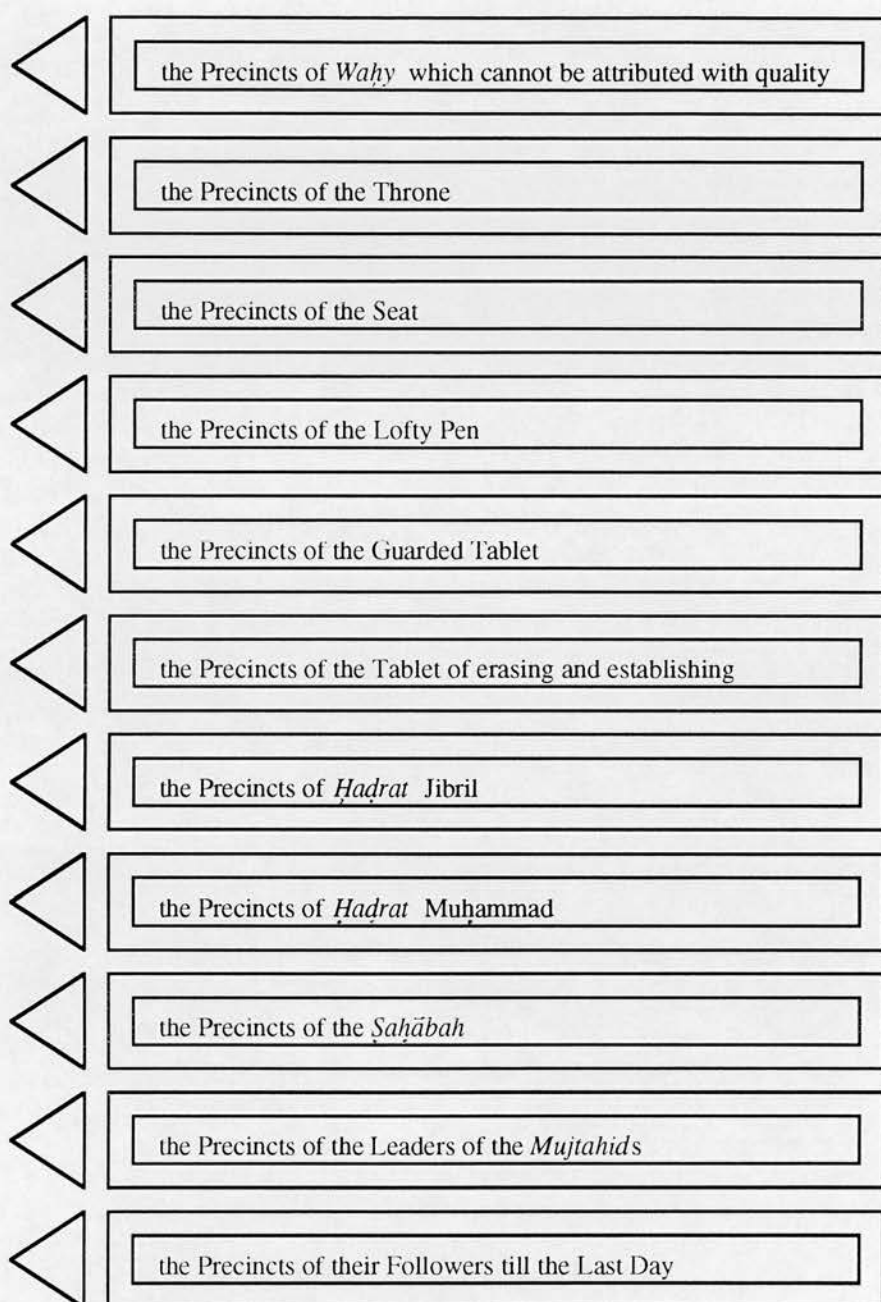 the Precincts of Waḥy which cannot be attributed with quality
the Precincts of the Throne
the Precincts of the Seat
the Precincts of the Lofty Pen
the Precincts of the Guarded Tablet
the Precincts of the Tablet of erasing and establishing
the Precincts of Ḥaḍrat Jibril
the Precincts of Ḥaḍrat Muḥammad
the Precincts of the Ṣaḥābah
the Precincts of the Leaders of the Mujtahids
the Precincts of their Followers till the Last Day